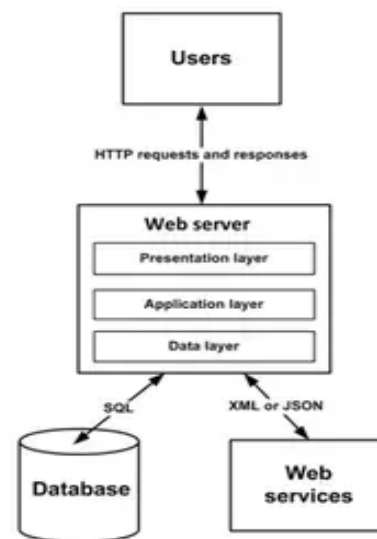 Users
HTTP requests and responses
Web server
Presentation layer
Application layer
Data layer
SQL
XML or JSON
Database
Web
services